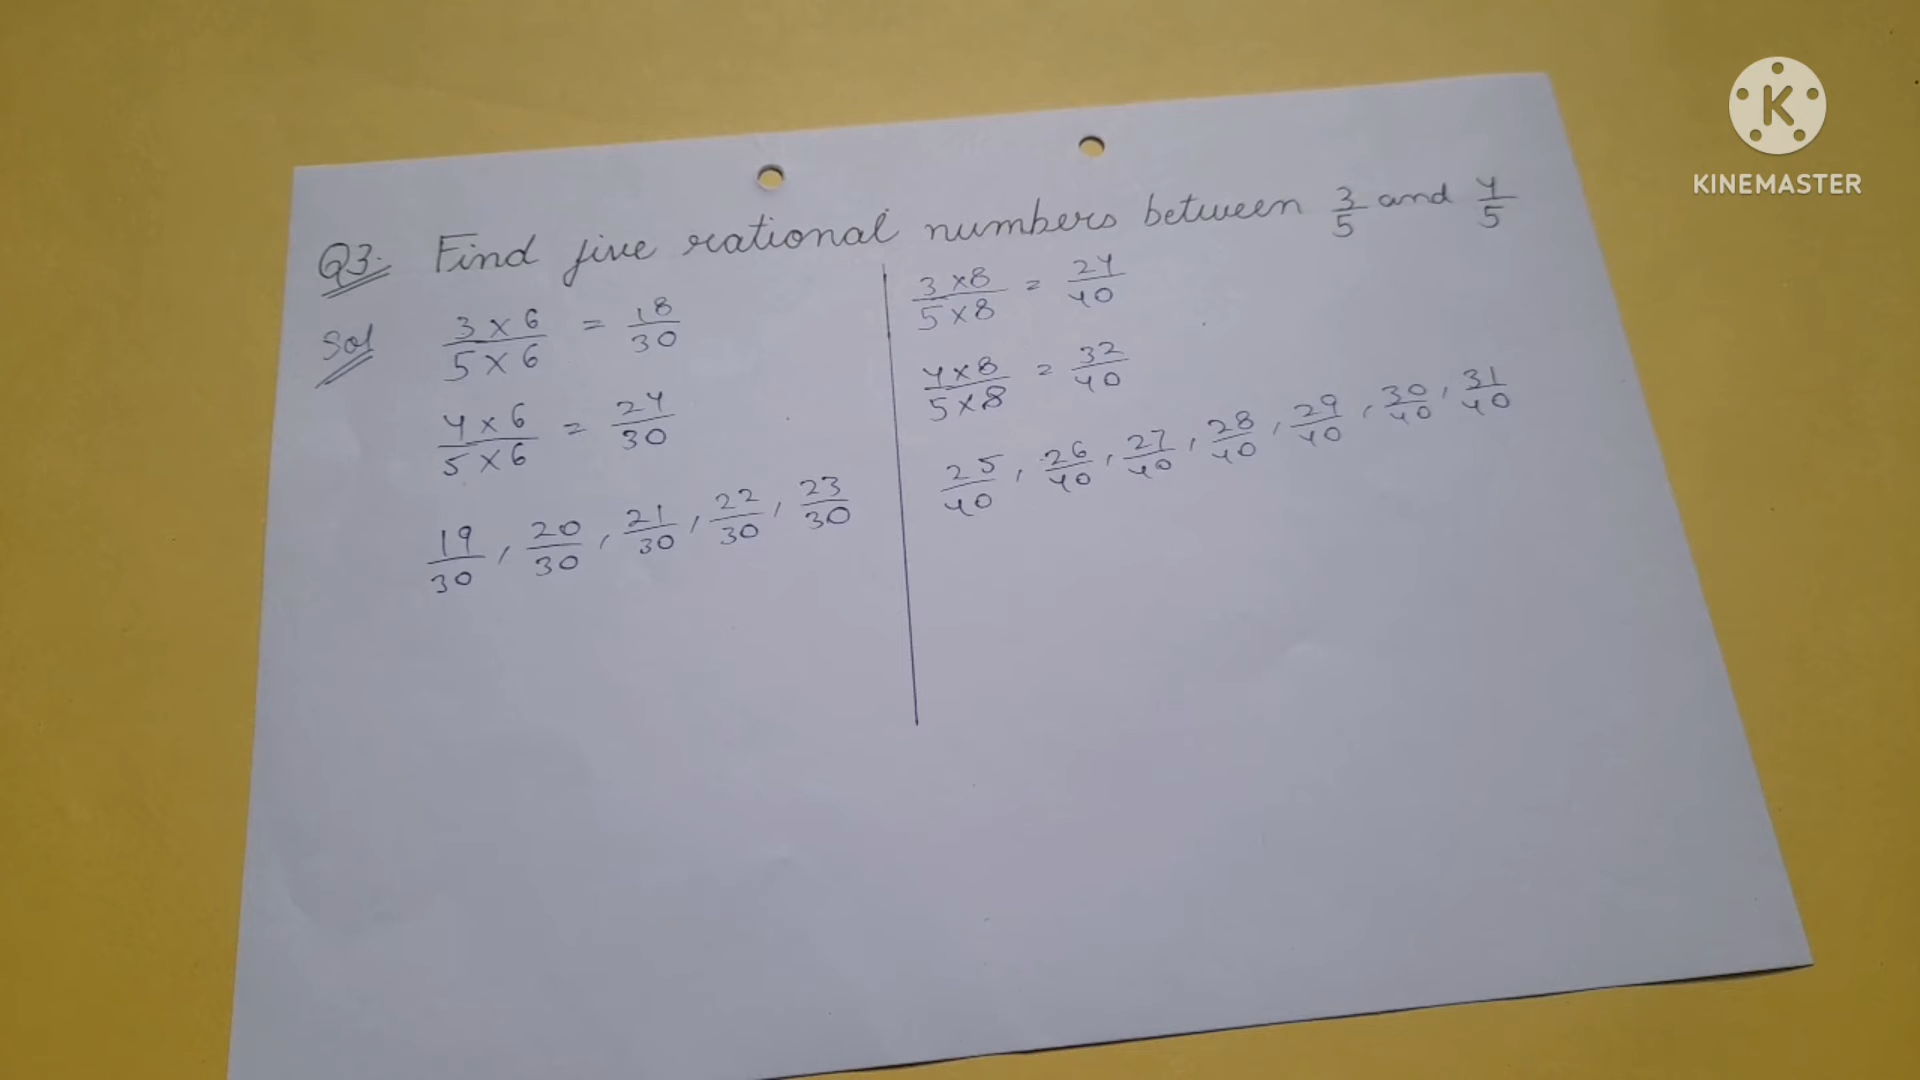 Q3. Find five rational numbers between 3/5 and 4/5
Sol
3 × 6 / 5 × 6 = 18/30
4 × 6 / 5 × 6 = 24/30
19/30, 20/30, 21/30, 22/30, 23/30
3 × 8 / 5 × 8 = 24/40
4 × 8 / 5 × 8 = 32/40
25/40, 26/40, 27/40, 28/40, 29/40, 30/40, 31/40
K
KINEMASTER